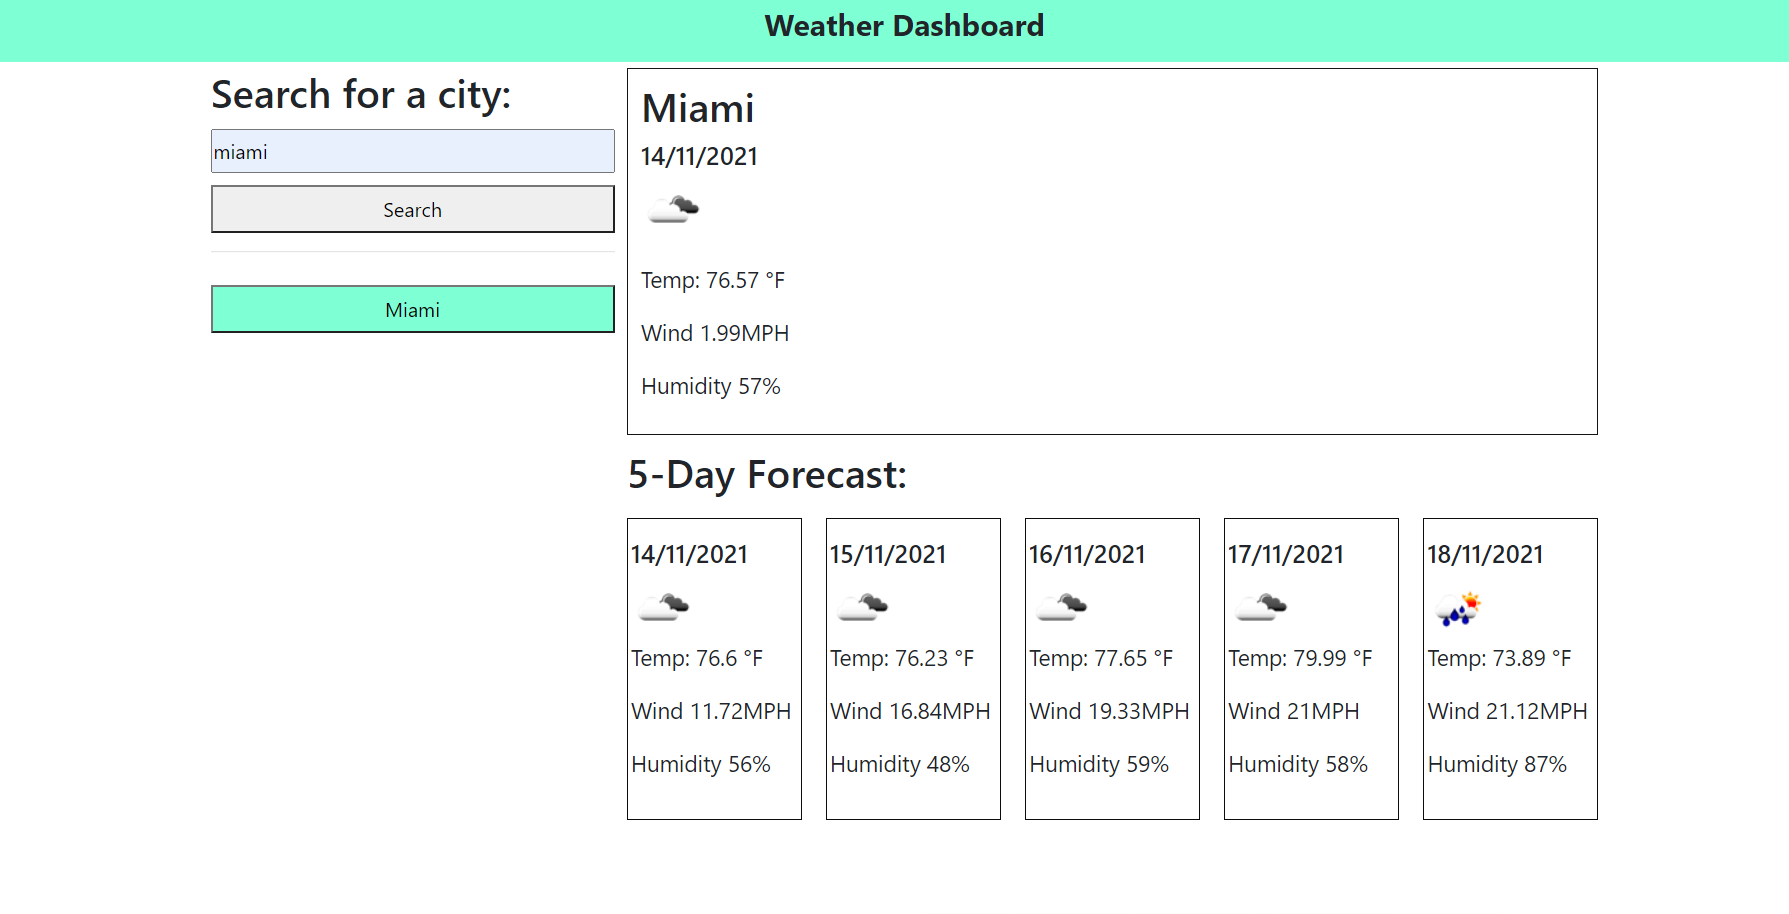 Weather Dashboard
Search for a city:
miami
Search
Miami
Miami
14/11/2021
Temp: 76.57 °F
Wind 1.99MPH
Humidity 57%
5-Day Forecast:
14/11/2021
Temp: 76.6 °F
Wind 11.72MPH
Humidity 56%
15/11/2021
Temp: 76.23 °F
Wind 16.84MPH
Humidity 48%
16/11/2021
Temp: 77.65 °F
Wind 19.33MPH
Humidity 59%
17/11/2021
Temp: 79.99 °F
Wind 21MPH
Humidity 58%
18/11/2021
Temp: 73.89 °F
Wind 21.12MPH
Humidity 87%